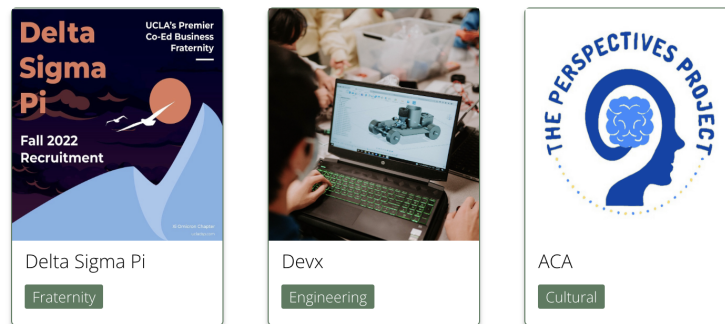 Delta
Sigma
Pi
UCLA's Premier
Co-Ed Business
Fraternity
Fall 2022
Recruitment
THE PERSPECTIVES PROJECT
Delta Sigma Pi
Fraternity
Devx
Engineering
ACA
Cultural